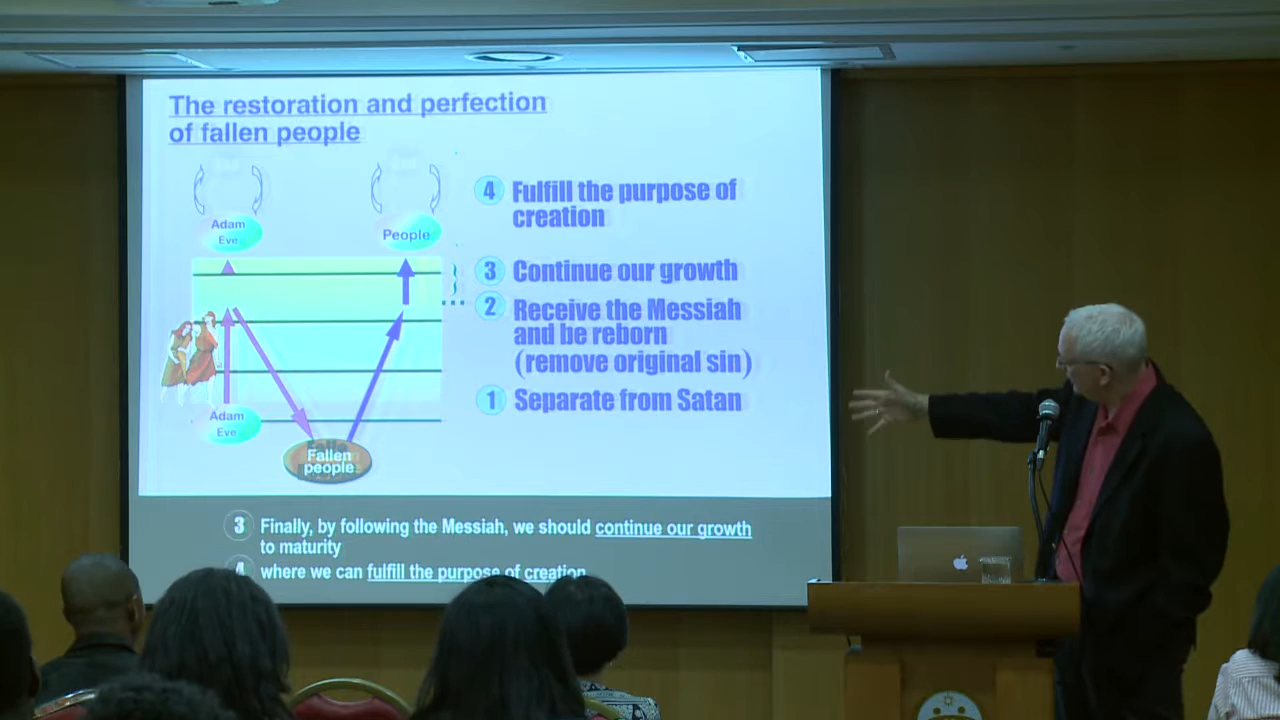 The restoration and perfection
of fallen people
Adam
Eve
People
Adam
Eve
Fallen
people
4 Fulfill the purpose of
creation
3 Continue our growth
2 Receive the Messiah
and be reborn
(remove original sin)
1 Separate from Satan
3 Finally, by following the Messiah, we should continue our growth
to maturity
4 where we can fulfill the purpose of creation